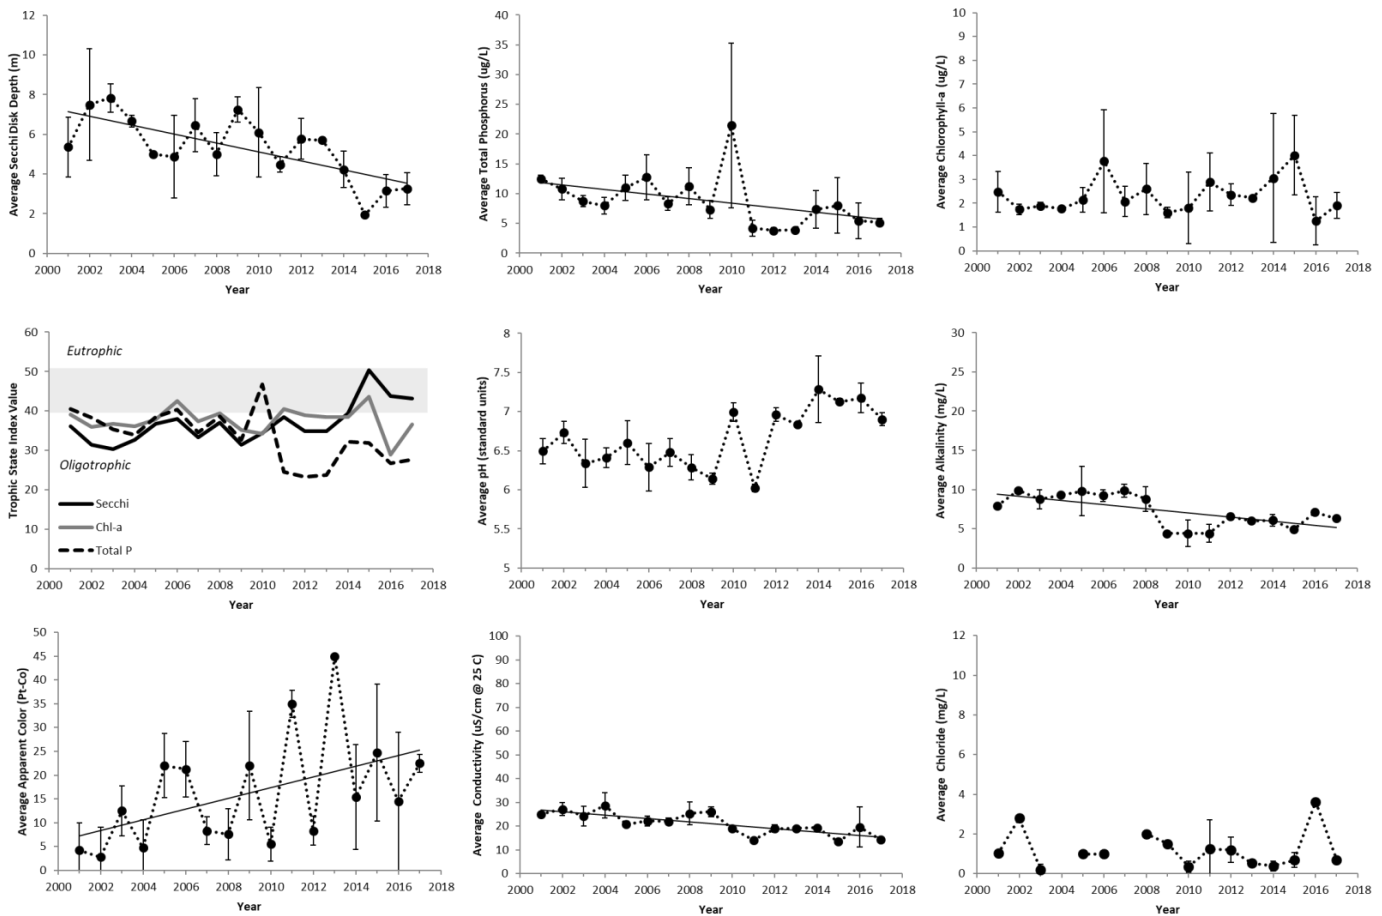 Average Secchi Disk Depth (m)
12
10
8
6
4
2
0
2000 2002 2004 2006 2008 2010 2012 2014 2016 2018
Year
Average Total Phosphorus (ug/L)
40
35
30
25
20
15
10
5
0
2000 2002 2004 2006 2008 2010 2012 2014 2016 2018
Year
Average Chlorophyll-a (ug/L)
10
9
8
7
6
5
4
3
2
1
0
2000 2002 2004 2006 2008 2010 2012 2014 2016 2018
Year
Trophic State Index Value
60
50
40
30
20
10
0
Eutrophic
Oligotrophic
Secchi
Chl-a
Total P
2000 2002 2004 2006 2008 2010 2012 2014 2016 2018
Year
Average pH (standard units)
8
7.5
7
6.5
6
5.5
5
2000 2002 2004 2006 2008 2010 2012 2014 2016 2018
Year
Average Alkalinity (mg/L)
30
25
20
15
10
5
0
2000 2002 2004 2006 2008 2010 2012 2014 2016 2018
Year
Average Apparent Color (Pt-Co)
50
45
40
35
30
25
20
15
10
5
0
2000 2002 2004 2006 2008 2010 2012 2014 2016 2018
Year
Average Conductivity (uS/cm @ 25 C)
100
90
80
70
60
50
40
30
20
10
0
2000 2002 2004 2006 2008 2010 2012 2014 2016 2018
Year
Average Chloride (mg/L)
12
10
8
6
4
2
0
2000 2002 2004 2006 2008 2010 2012 2014 2016 2018
Year